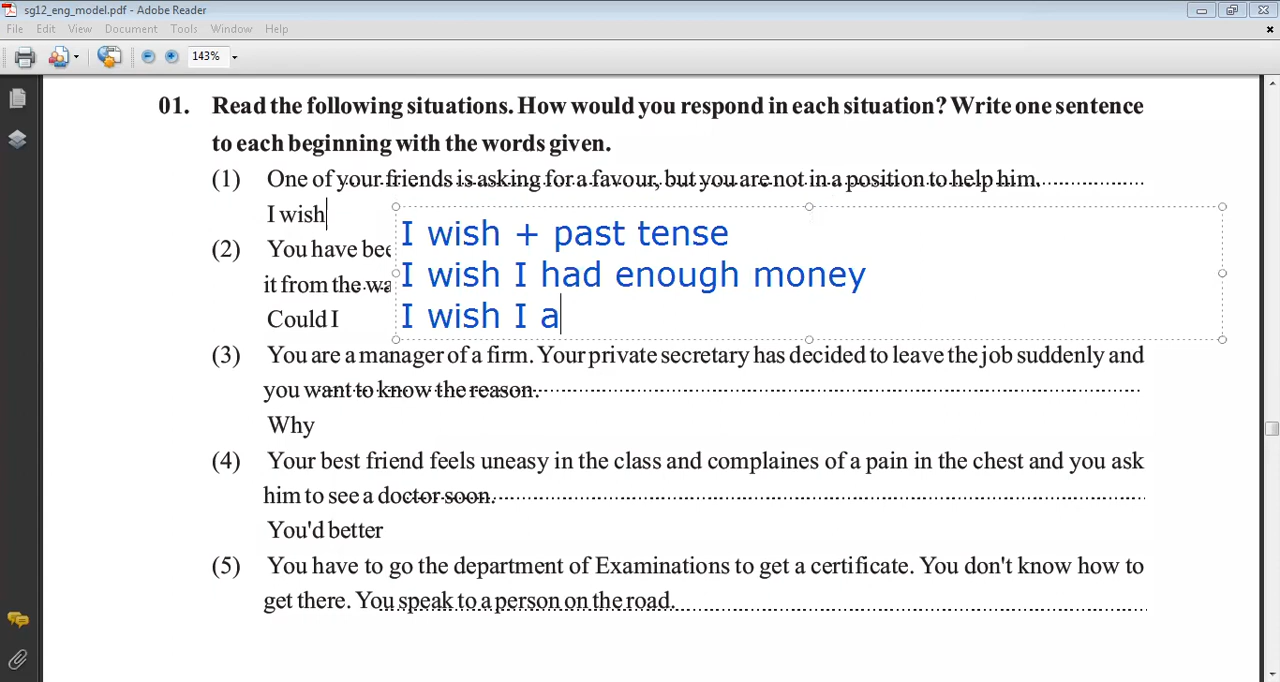 sg12_eng_model.pdf - Adobe Reader
File Edit View Document Tools Window Help
143%
01. Read the following situations. How would you respond in each situation? Write one sentence
to each beginning with the words given.
(1) One of your friends is asking for a favour, but you are not in a position to help him.
I wish
I wish + past tense
I wish I had enough money
I wish I a
(2) You have bee
it from the wa
Could I
(3) You are a manager of a firm. Your private secretary has decided to leave the job suddenly and
you want to know the reason.
Why
(4) Your best friend feels uneasy in the class and complaines of a pain in the chest and you ask
him to see a doctor soon.
You'd better
(5) You have to go the department of Examinations to get a certificate. You don't know how to
get there. You speak to a person on the road.